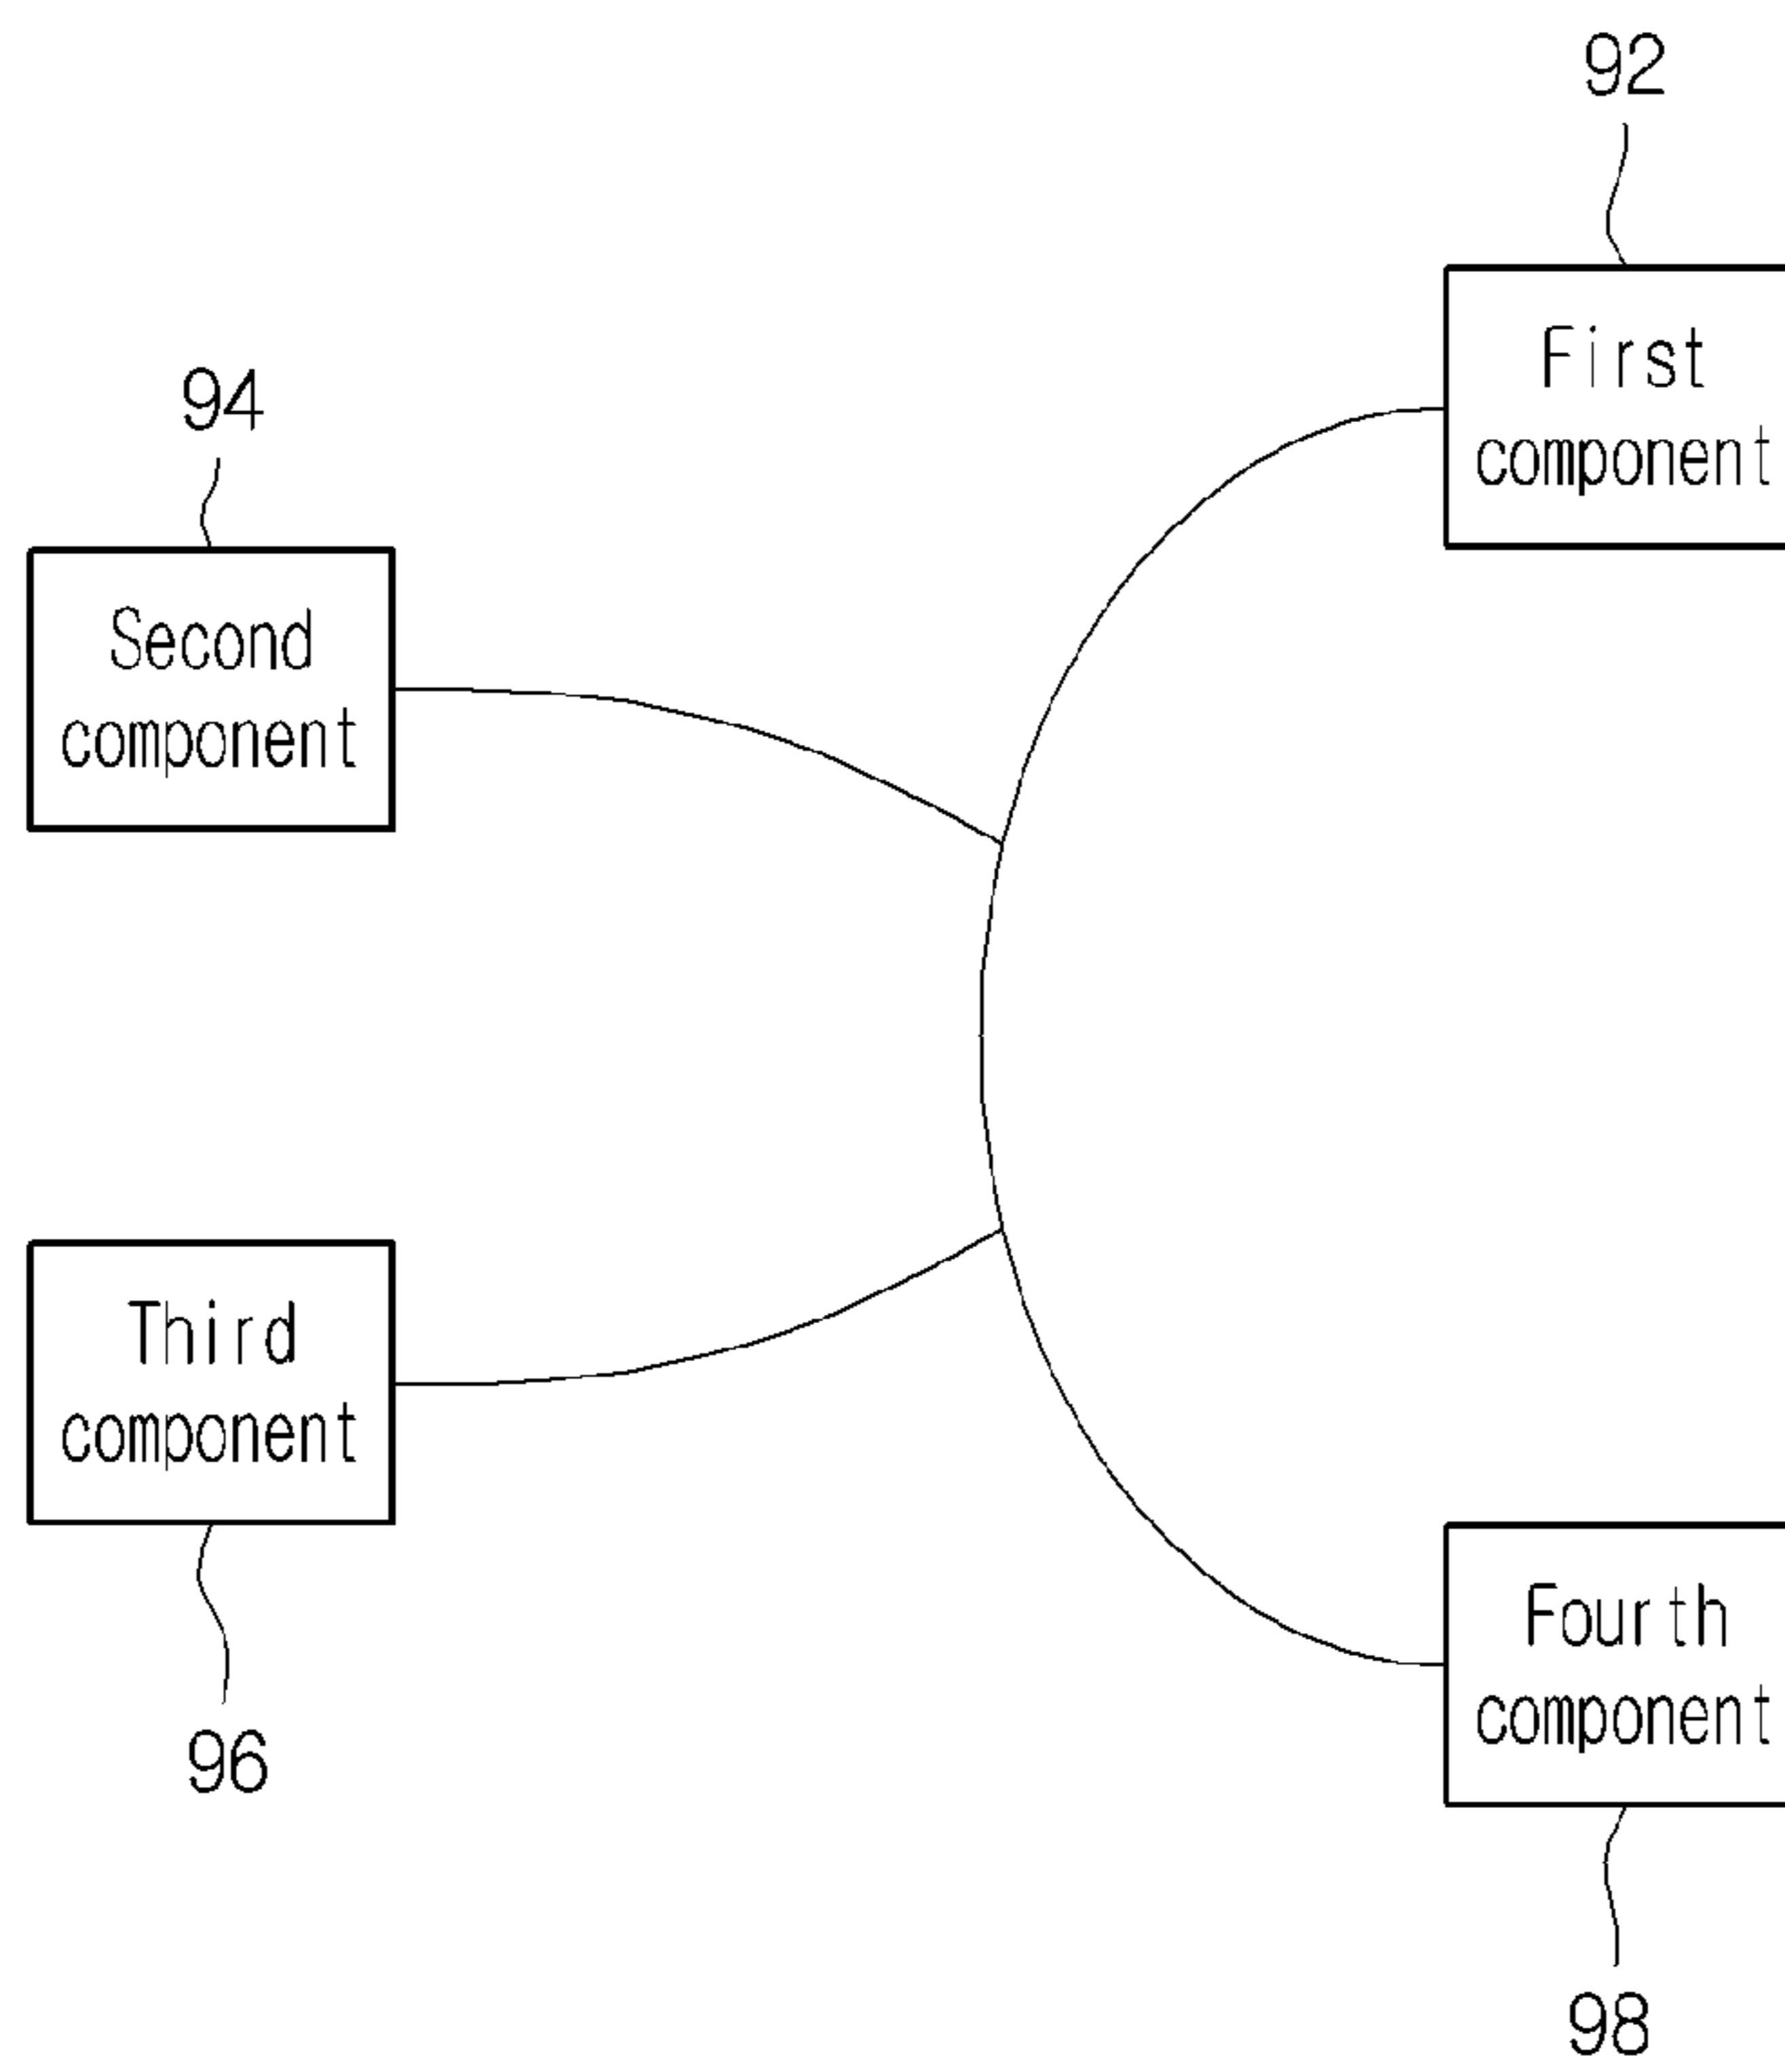 92
First
component
94
Second
component
Third
component
96
Fourth
component
98